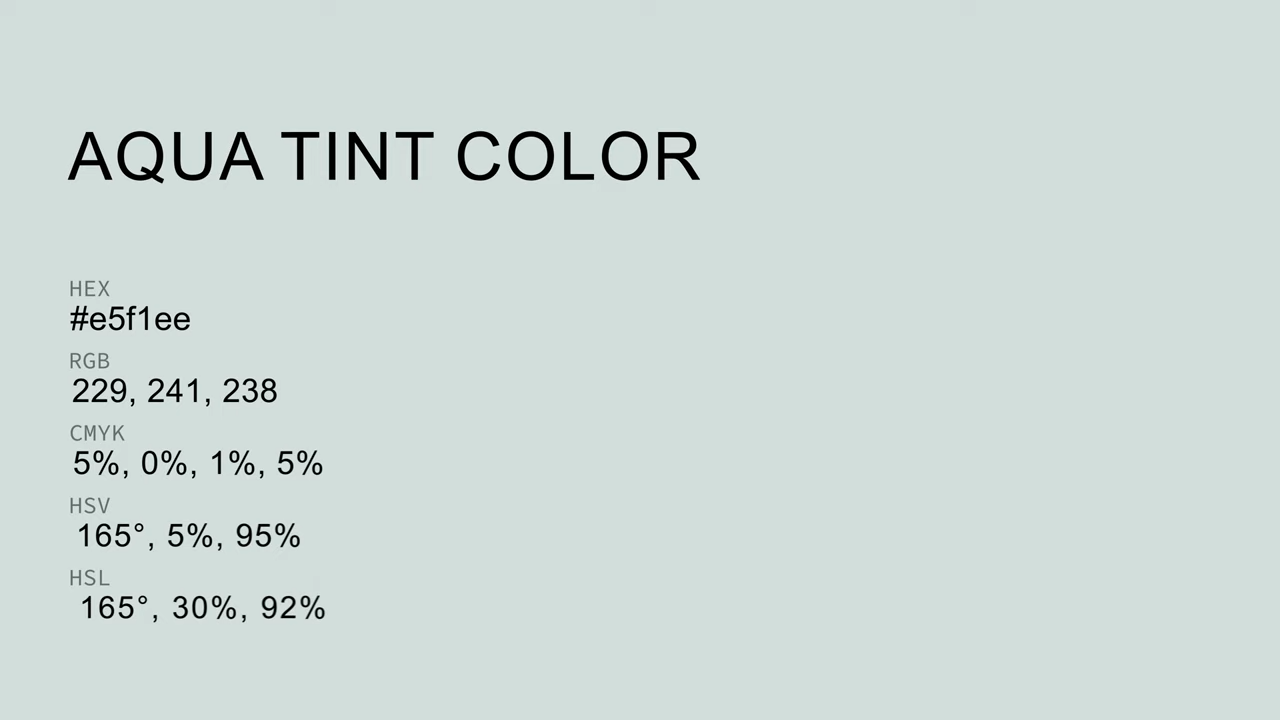 AQUA TINT COLOR
HEX
#e5f1ee
RGB
229, 241, 238
CMYK
5%, 0%, 1%, 5%
HSV
165°, 5%, 95%
HSL
165°, 30%, 92%